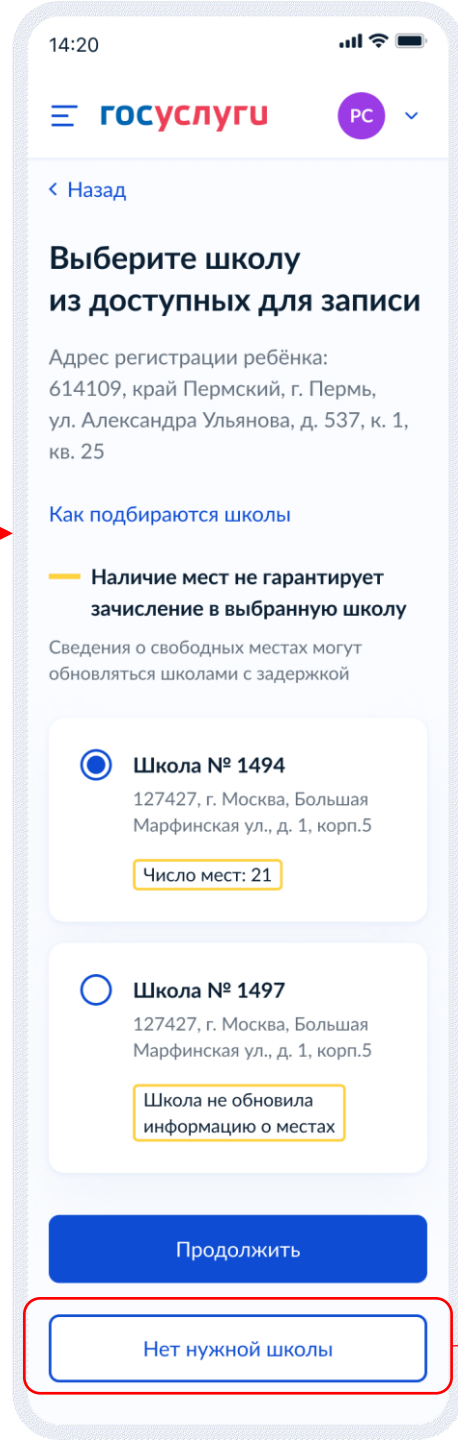 14:20
госуслуги
РС
Назад
Выберите школу
из доступных для записи
Адрес регистрации ребёнка:
614109, край Пермский, г. Пермь,
ул. Александра Ульянова, д. 537, к. 1,
кв. 25
Как подбираются школы
Наличие мест не гарантирует
зачисление в выбранную школу
Сведения о свободных местах могут
обновляться школами с задержкой
Школа № 1494
127427, г. Москва, Большая
Марфинская ул., д. 1, корп.5
Число мест: 21
Школа № 1497
127427, г. Москва, Большая
Марфинская ул., д. 1, корп.5
Школа не обновила
информацию о местах
Продолжить
Нет нужной школы